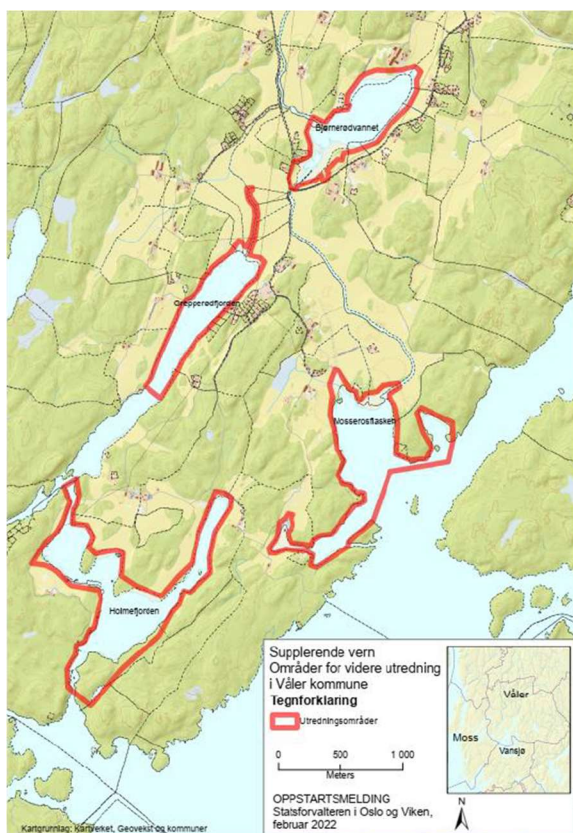 Bjørnerødvannet
Grepperødfjorden
Mosserosflasken
Holmefjorden
Supplerende vern
Områder for videre utredning
i Våler kommune
Tegnforklaring
Utredningsområder
0 500 1 000
Meters
OPPSTARTSMELDING
Statsforvalteren i Oslo og Viken,
februar 2022
Våler
Moss
Vansjø
N
Kartgrunnlag: Kartverket, Geovekst og kommuner